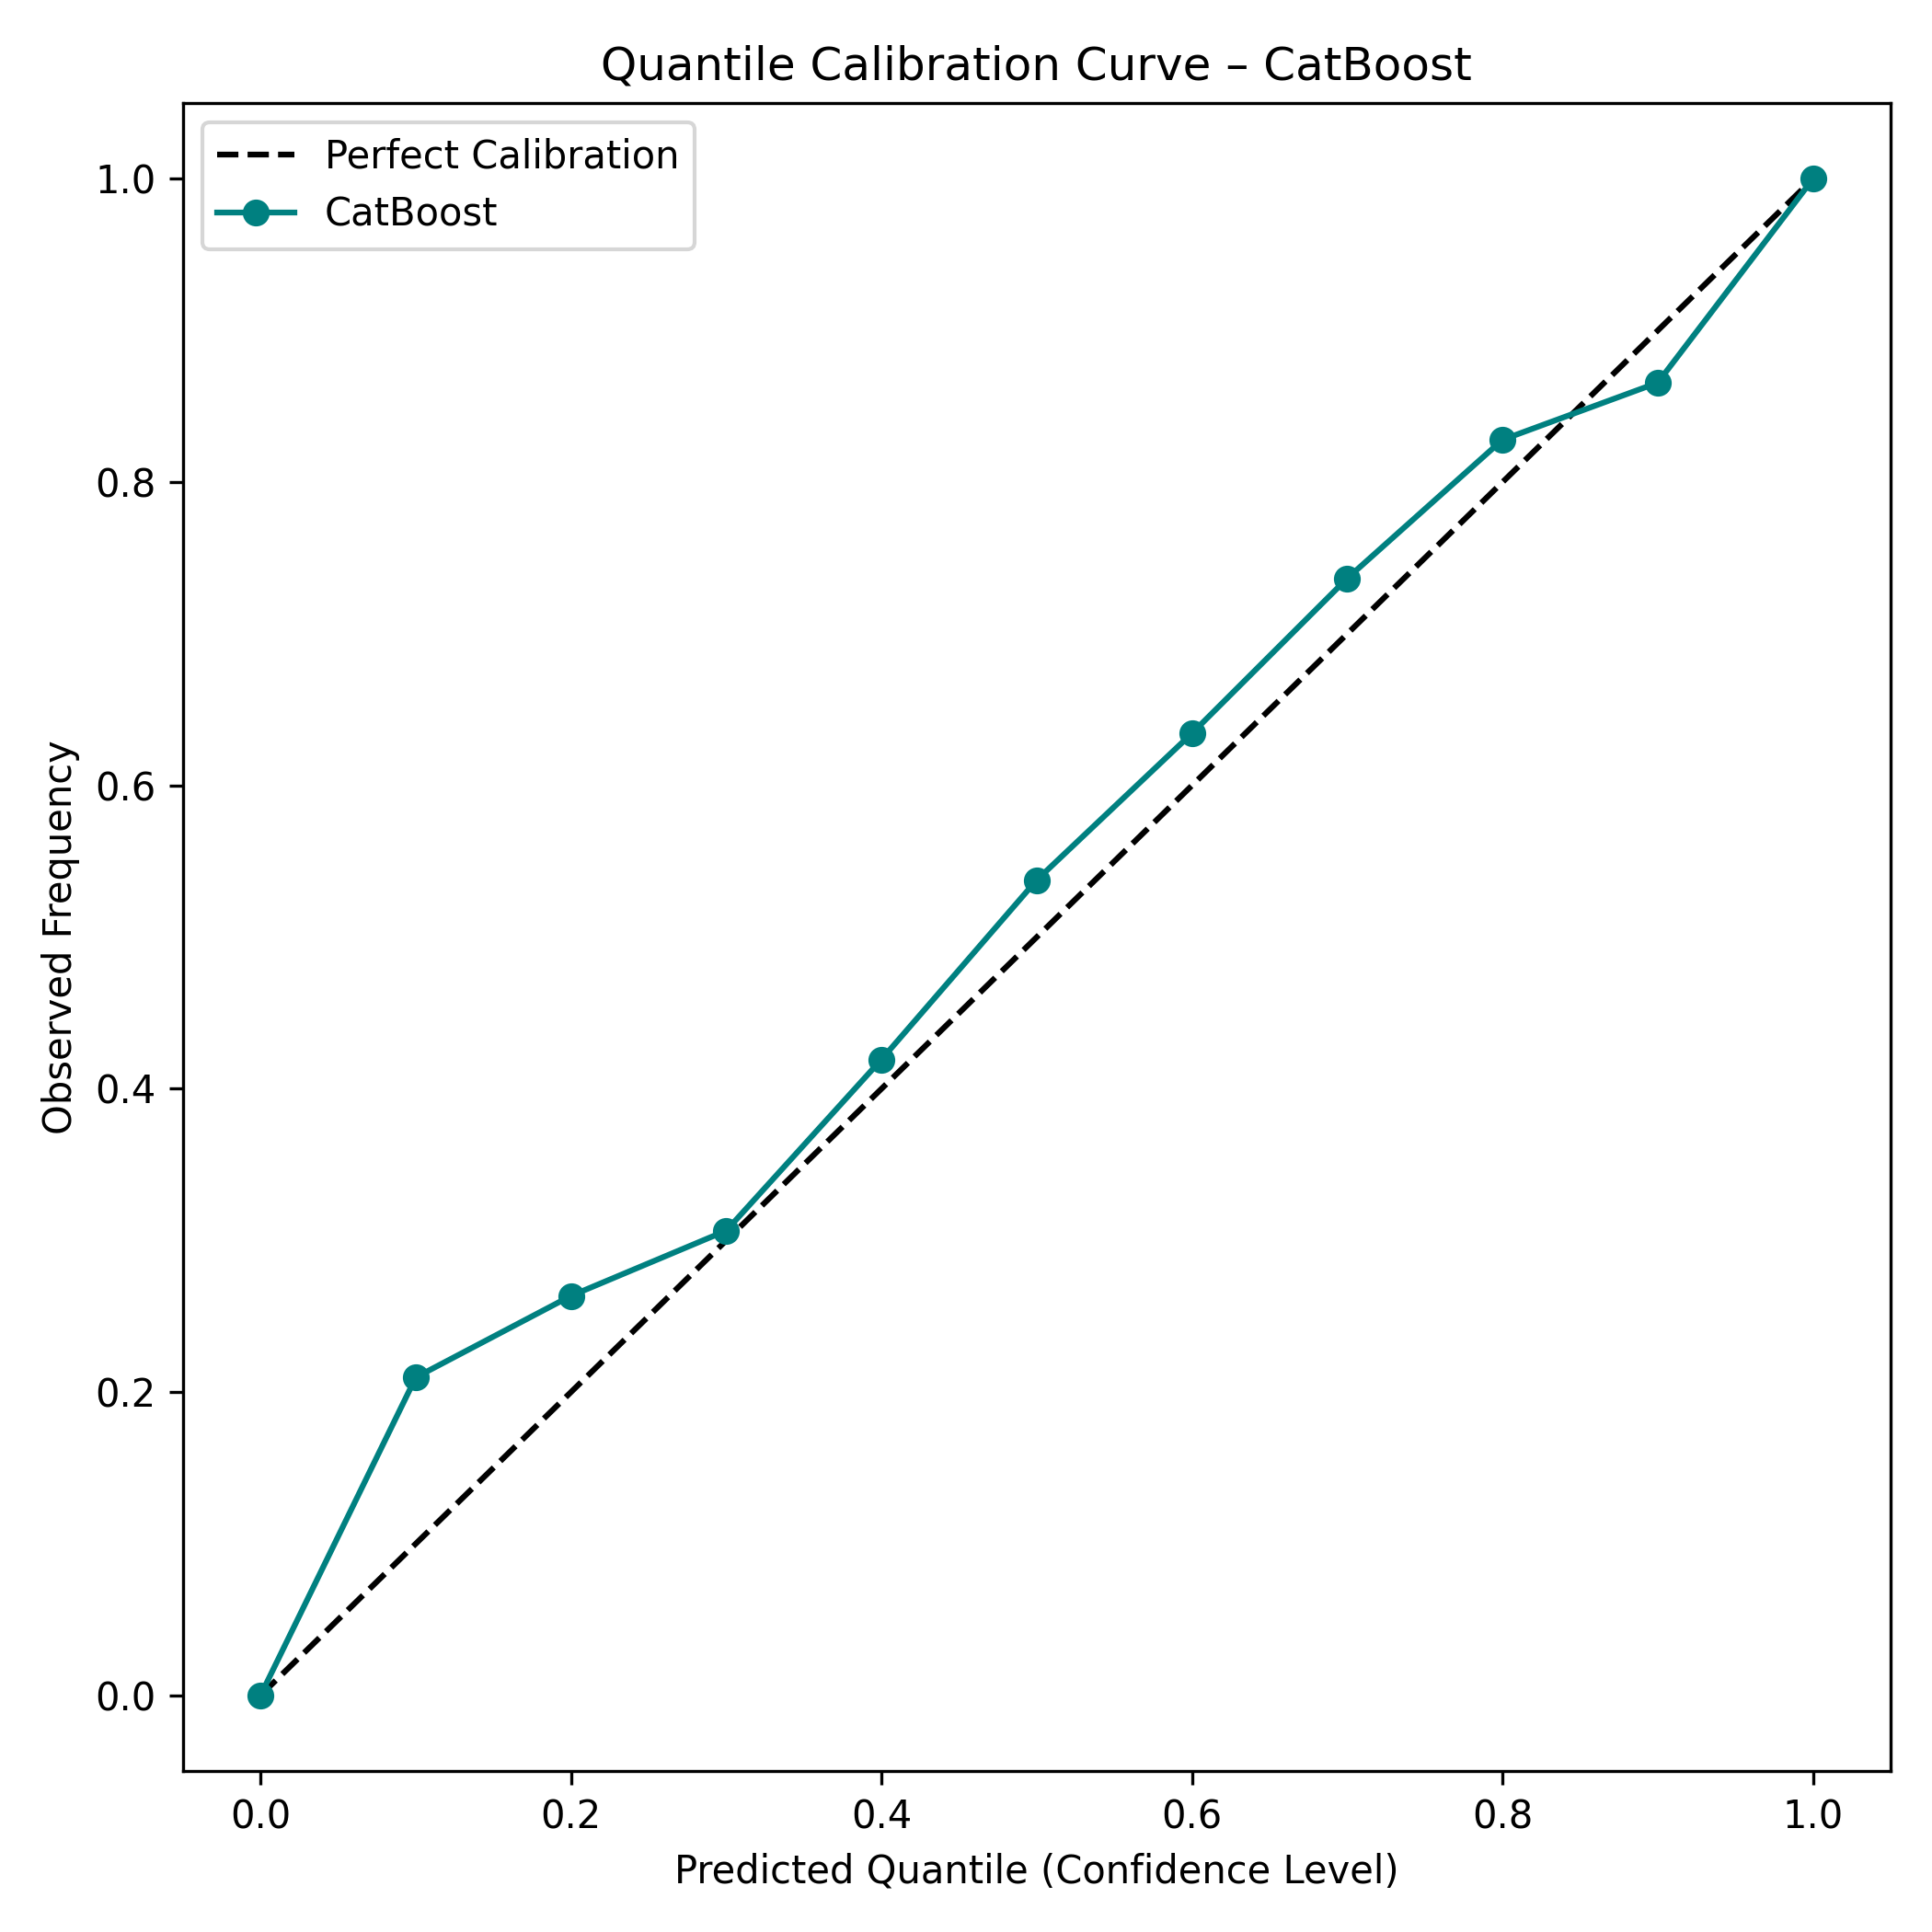 Quantile Calibration Curve – CatBoost
Perfect Calibration
CatBoost
1.0
0.8
0.6
0.4
0.2
0.0
Observed Frequency
0.0 0.2 0.4 0.6 0.8 1.0
Predicted Quantile (Confidence Level)